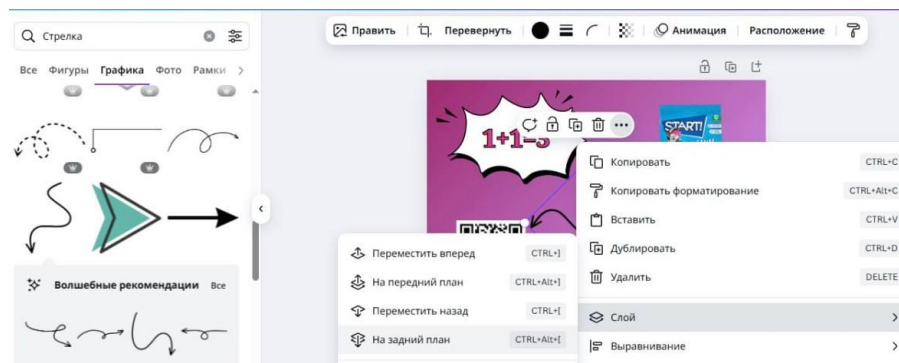 Стрелка
Все Фигуры Графика Фото Рамки
Волшебные рекомендации Все
Править Перевернуть Анимация Расположение
1+1=3
START!
Копировать CTRL+C
Копировать форматирование CTRL+Alt+C
Вставить CTRL+V
Дублировать CTRL+D
Удалить DELETE
Слой
Выравнивание
Переместить вперед CTRL+]
На передний план CTRL+Alt+]
Переместить назад CTRL+[
На задний план CTRL+Alt+[